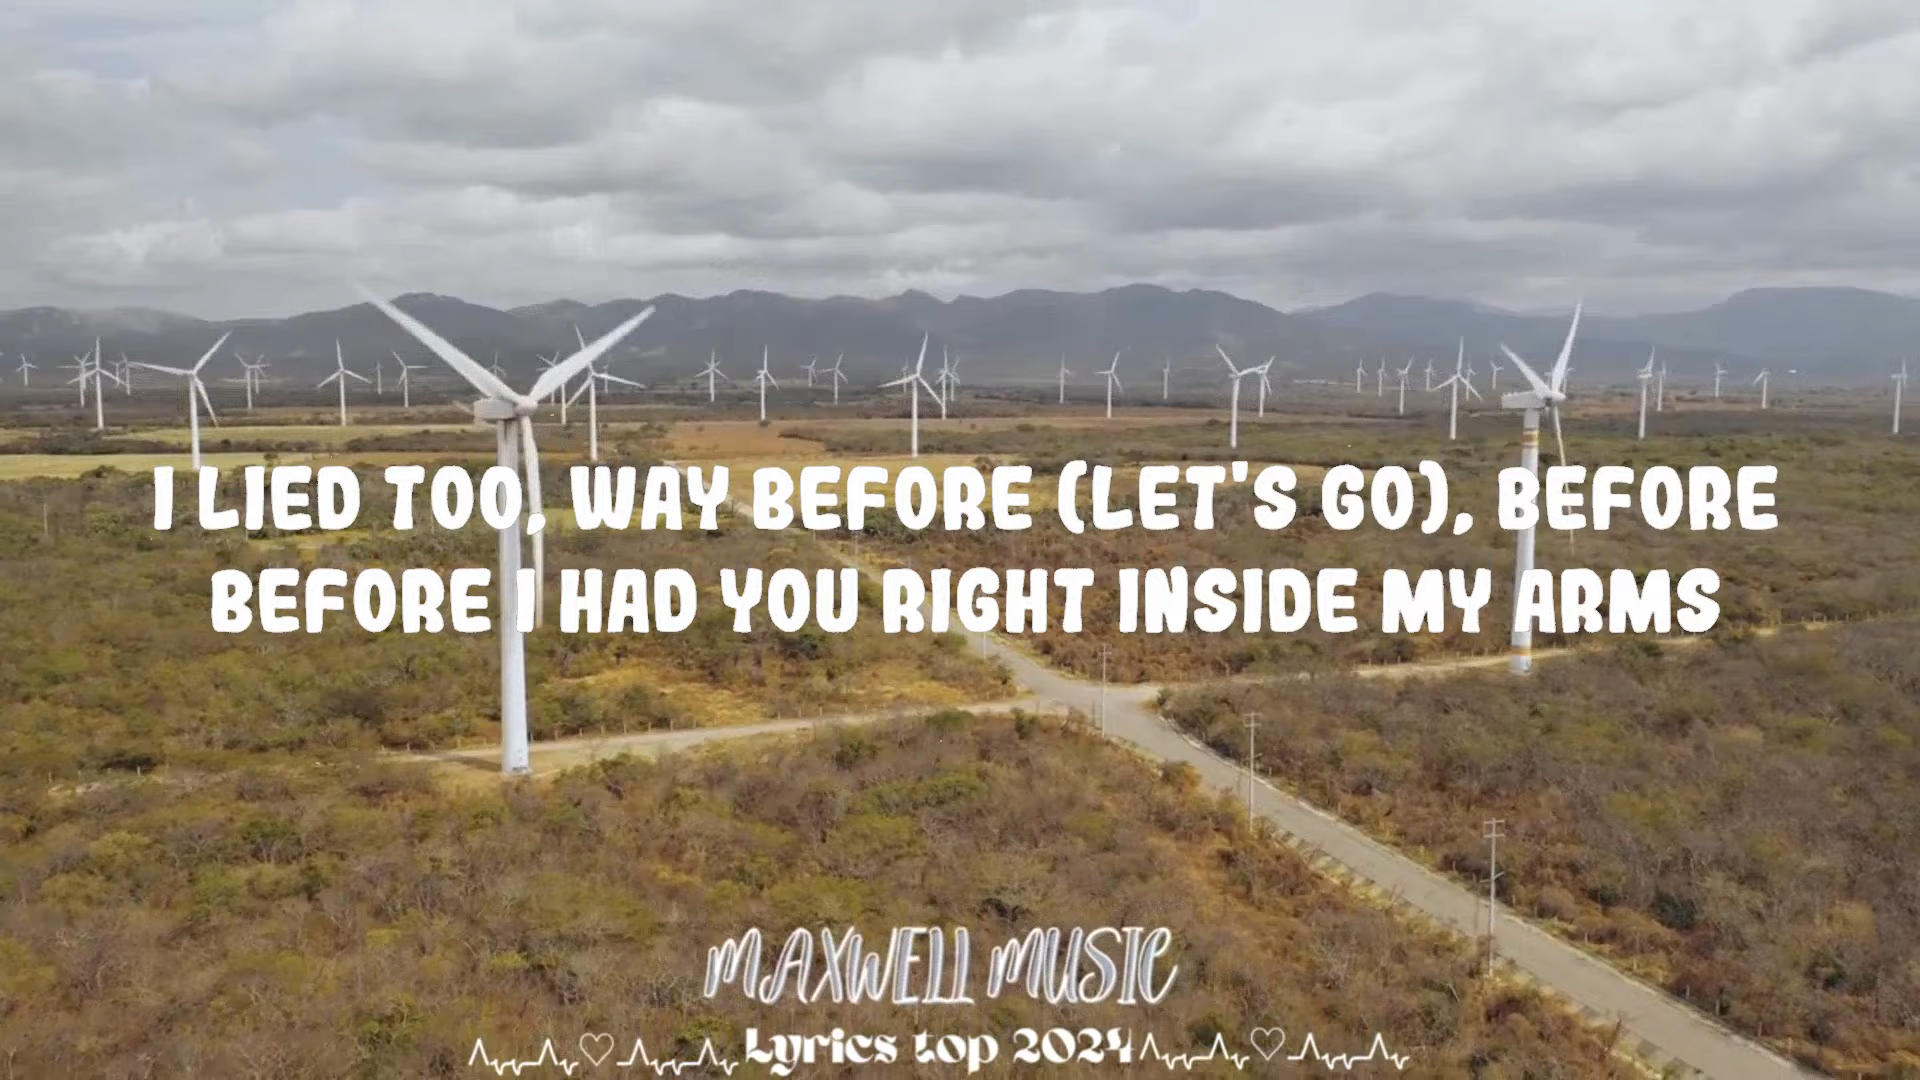 I LIED TOO, WAY BEFORE (LET'S GO), BEFORE
BEFORE I HAD YOU RIGHT INSIDE MY ARMS
MAXWELL MUSIC
Lyrics top 2024